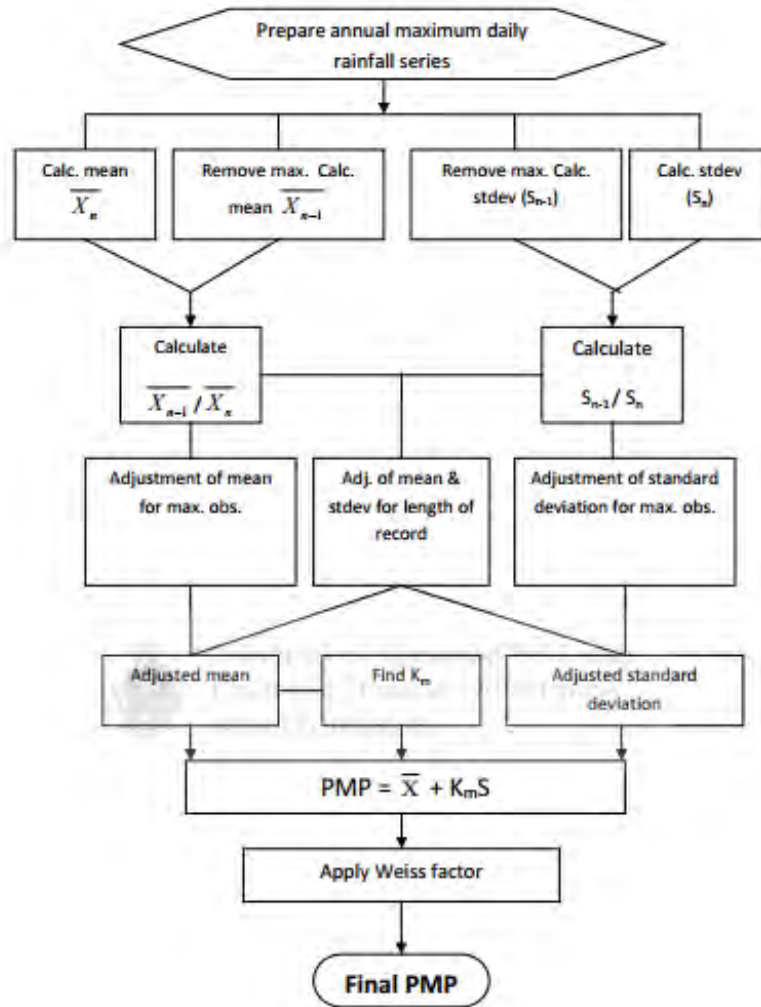 Prepare annual maximum daily
rainfall series
Calc. mean
X̅ₙ
Remove max. Calc.
mean X̅ₙ₋₁
Remove max. Calc.
stdev (Sₙ₋₁)
Calc. stdev
(Sₙ)
Calculate
X̅ₙ₋₁ / X̅ₙ
Calculate
Sₙ₋₁/ Sₙ
Adjustment of mean
for max. obs.
Adj. of mean &
stdev for length of
record
Adjustment of standard
deviation for max. obs.
Adjusted mean
Find Kₘ
Adjusted standard
deviation
PMP = X̅ + KₘS
Apply Weiss factor
Final PMP